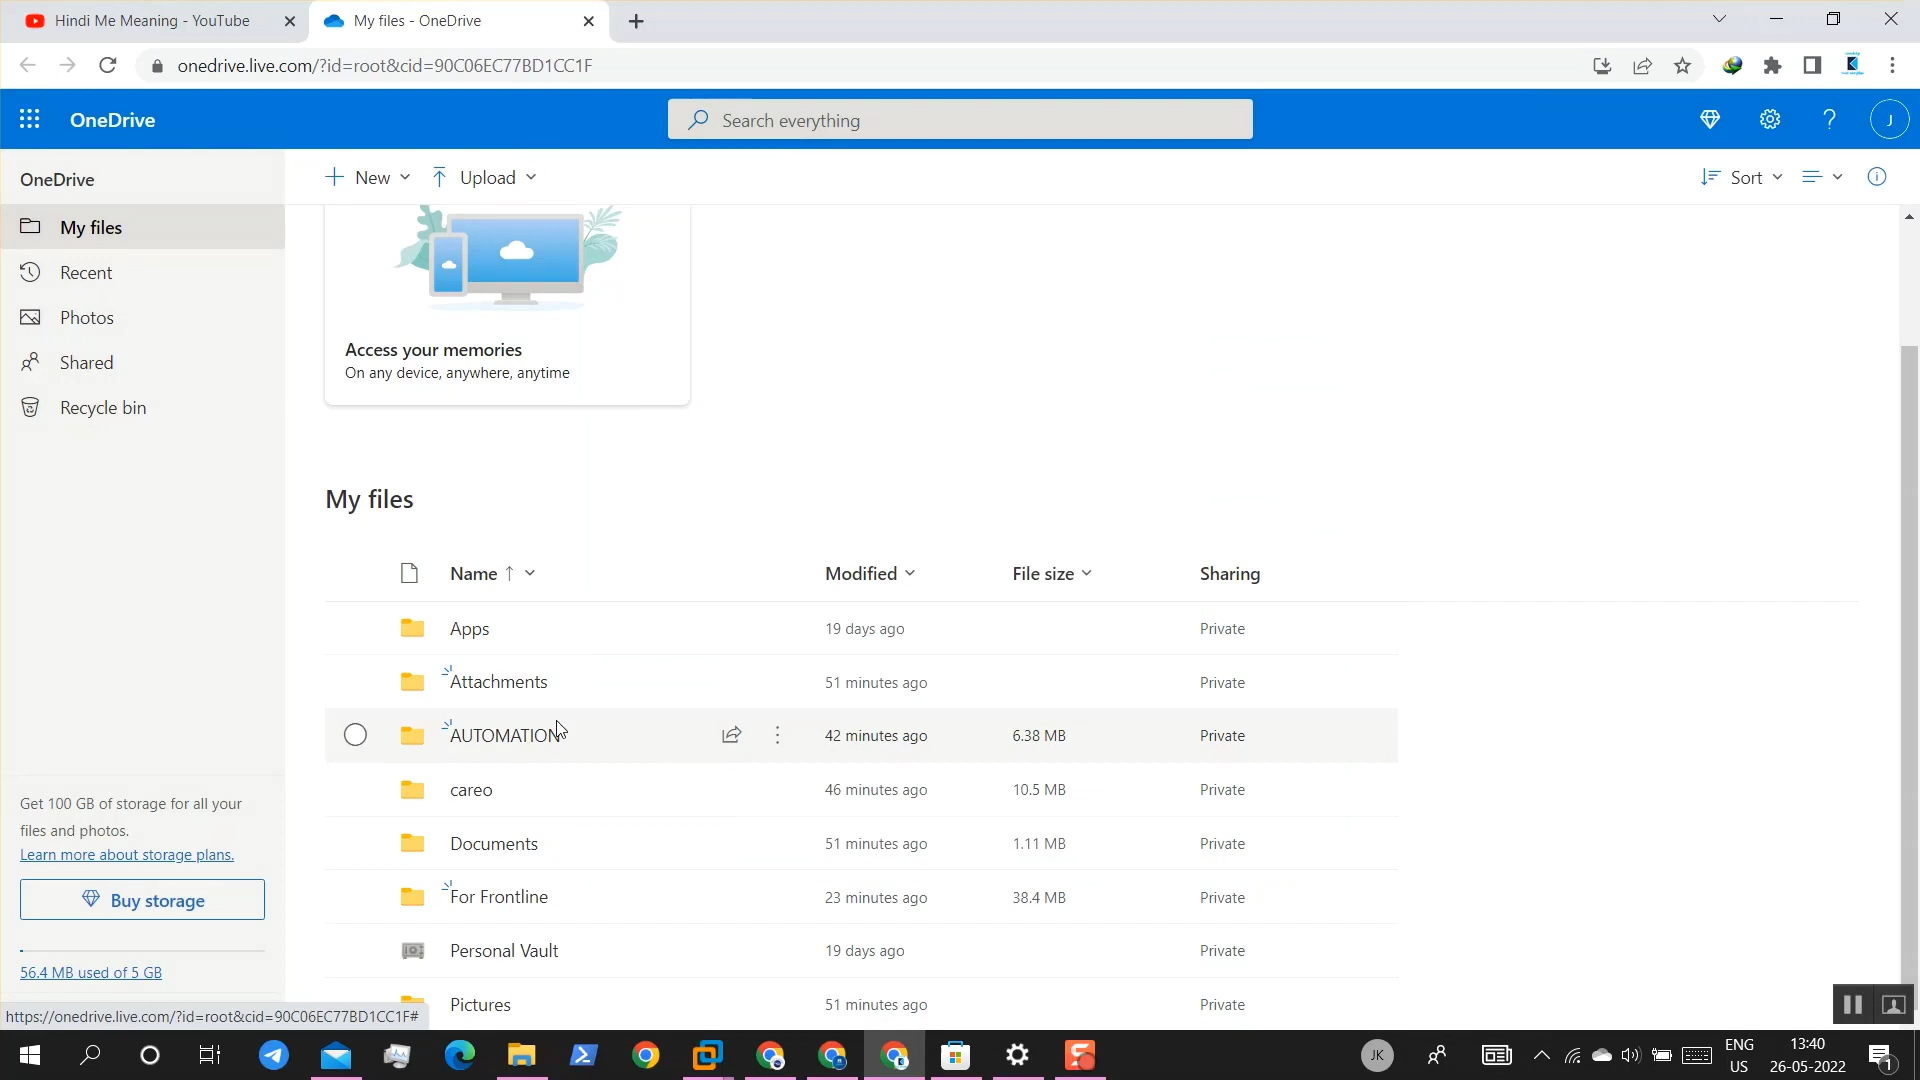 Hindi Me Meaning - YouTube
My files - OneDrive
onedrive.live.com/?id=root&cid=90C06EC77BD1CC1F
OneDrive
Search everything
J
OneDrive
New
Upload
Sort
My files
Recent
Photos
Shared
Recycle bin
Access your memories
On any device, anywhere, anytime
My files
Name Modified File size Sharing
Apps 19 days ago Private
Attachments 51 minutes ago Private
AUTOMATION 42 minutes ago 6.38 MB Private
careo 46 minutes ago 10.5 MB Private
Documents 51 minutes ago 1.11 MB Private
For Frontline 23 minutes ago 38.4 MB Private
Personal Vault 19 days ago Private
Pictures 51 minutes ago Private
Get 100 GB of storage for all your
files and photos.
Learn more about storage plans.
Buy storage
56.4 MB used of 5 GB
https://onedrive.live.com/?id=root&cid=90C06EC77BD1CC1F#
JK
ENG
US
13:40
26-05-2022
1